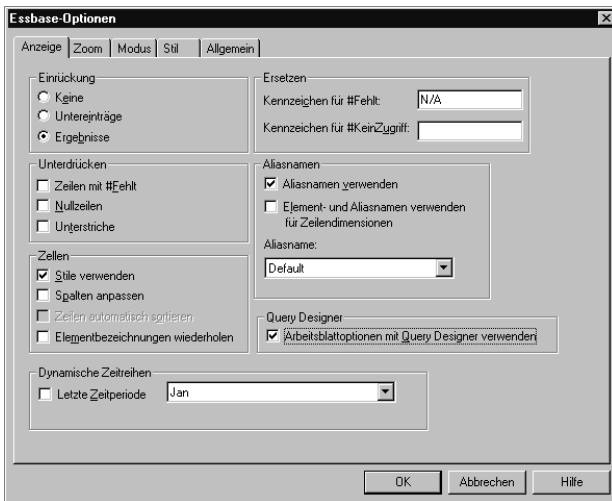 Essbase-Optionen
Anzeige Zoom Modus Stil Allgemein
Einrückung
Keine
Untereinträge
Ergebnisse
Ersetzen
Kennzeichen für #Fehlt: N/A
Kennzeichen für #KeinZugriff:
Unterdrücken
Zeilen mit #Fehlt
Nullzeilen
Unterstriche
Aliasnamen
Aliasnamen verwenden
Element- und Aliasnamen verwenden
für Zeilendimensionen
Aliasname:
Default
Zellen
Stile verwenden
Spalten anpassen
Zeilen automatisch sortieren
Elementbezeichnungen wiederholen
Query Designer
Arbeitsblattoptionen mit Query Designer verwenden
Dynamische Zeitreihen
Letzte Zeitperiode Jan
OK Abbrechen Hilfe